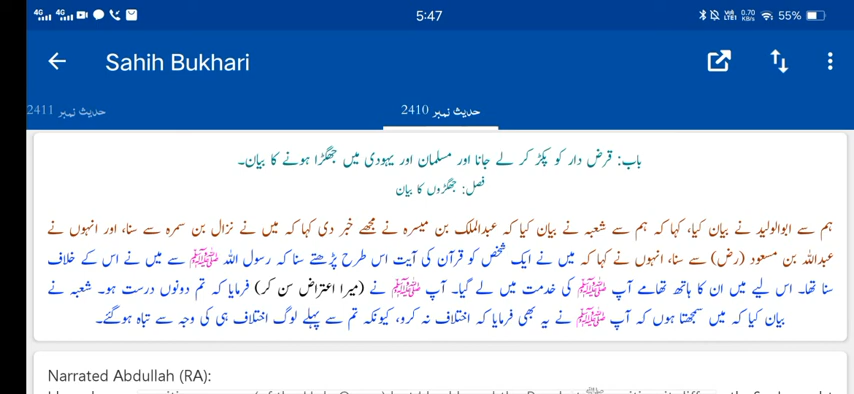 4G 4G 5:47 Voi LTE1 0.70 KB/s 55%
Sahih Bukhari
حدیث نمبر 2410 حدیث نمبر 2411
باب: قرض دار کو پکڑ کر لے جانا اور مسلمان اور یہودی میں جھگڑا ہونے کا بیان۔
فصل: جھگڑوں کا بیان
ہم سے ابوالولید نے بیان کیا، کہا کہ ہم سے شعبہ نے بیان کیا کہ عبدالملک بن میسرہ نے مجھے خبر دی کہا کہ میں نے نزال بن سمرہ سے سنا، اور انہوں نے
عبداللہ بن مسعود (رض) سے سنا، انہوں نے کہا کہ میں نے ایک شخص کو قرآن کی آیت اس طرح پڑھتے سنا کہ رسول اللہ ﷺ سے میں نے اس کے خلاف
سنا تھا۔ اس لیے میں ان کا ہاتھ تھامے آپ ﷺ کی خدمت میں لے گیا۔ آپ ﷺ نے (میرا اعتراض سن کر) فرمایا کہ تم دونوں درست ہو۔ شعبہ نے
بیان کیا کہ میں سمجھتا ہوں کہ آپ ﷺ نے یہ بھی فرمایا کہ اختلاف نہ کرو، کیونکہ تم سے پہلے لوگ اختلاف ہی کی وجہ سے تباہ ہوگئے۔
Narrated Abdullah (RA):